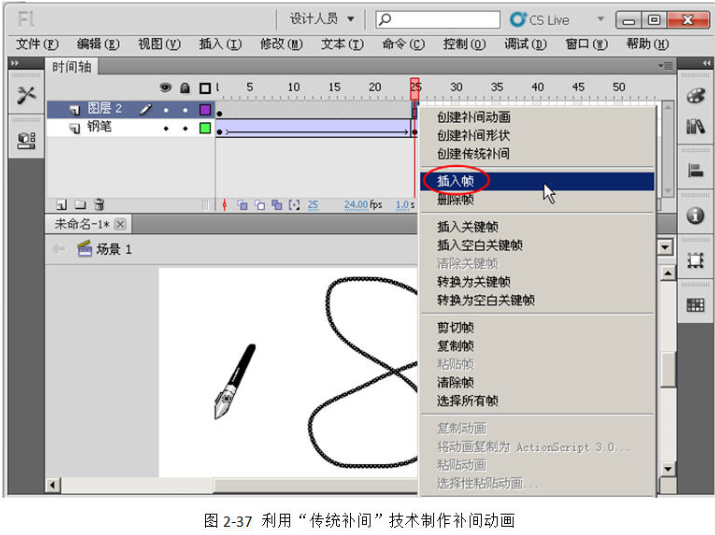 Fl
设计人员
CS Live
文件(F) 编辑(E) 视图(V) 插入(I) 修改(M) 文本(T) 命令(C) 控制(O) 调试(D) 窗口(W) 帮助(H)
时间轴
1 5 10 15 20 25 30 35 40 45 50
图层 2
钢笔
25 24.00 fps 1.0 s
未命名-1*
场景 1
创建补间动画
创建补间形状
创建传统补间
插入帧
删除帧
插入关键帧
插入空白关键帧
清除关键帧
转换为关键帧
转换为空白关键帧
剪切帧
复制帧
粘贴帧
清除帧
选择所有帧
复制动画
将动画复制为 ActionScript 3.0...
粘贴动画
选择性粘贴动画...
图 2-37 利用“传统补间”技术制作补间动画